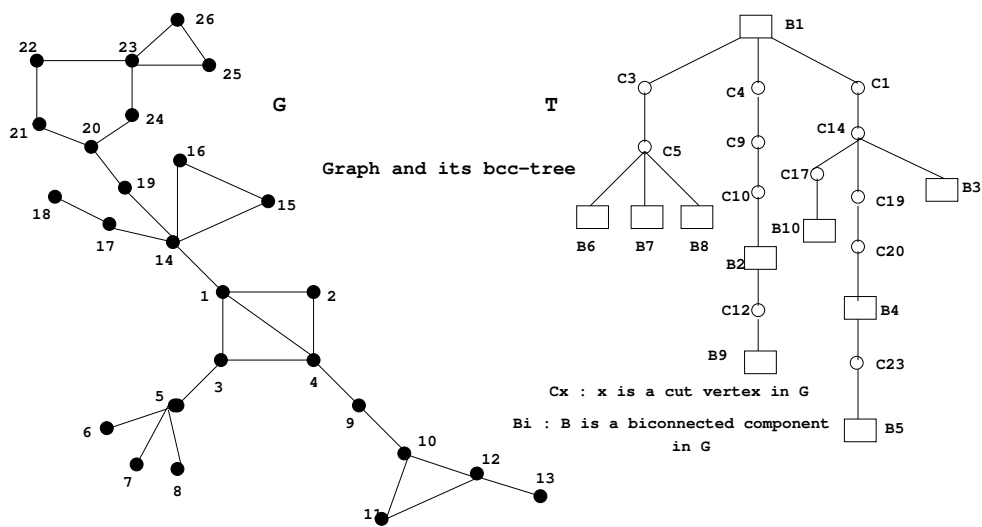 26
22
23
25
G
24
21
20
16
19
18
15
17
14
1
2
3
4
5
6
7
8
9
10
12
13
11
B1
T
C3
C4
C1
C14
C9
C5
C17
Graph and its bcc-tree
C10
C19
B3
B6
B7
B8
B10
C20
B2
C12
B4
B9
C23
Cx : x is a cut vertex in G
Bi : B is a biconnected component
in G
B5